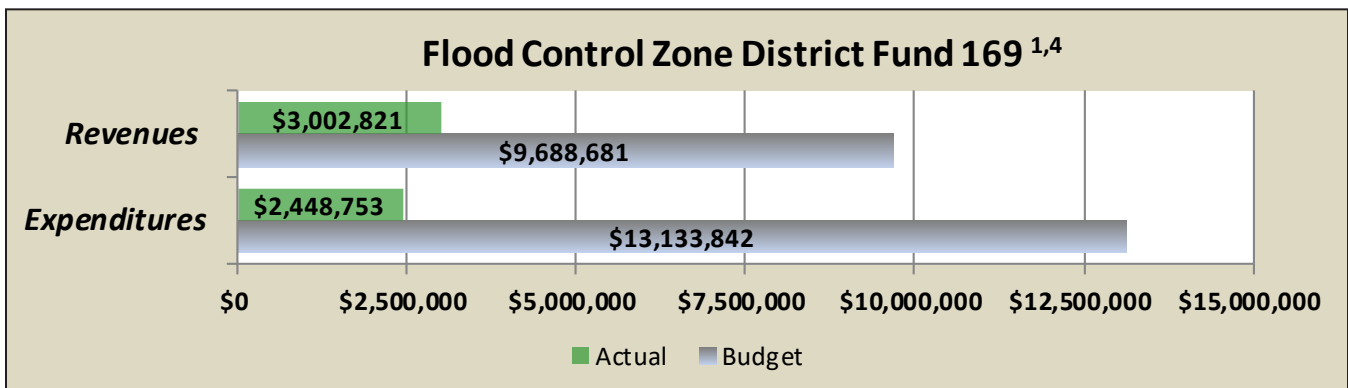 Flood Control Zone District Fund 169 1,4
Revenues
$3,002,821
$9,688,681
Expenditures
$2,448,753
$13,133,842
$0 $2,500,000 $5,000,000 $7,500,000 $10,000,000 $12,500,000 $15,000,000
Actual Budget